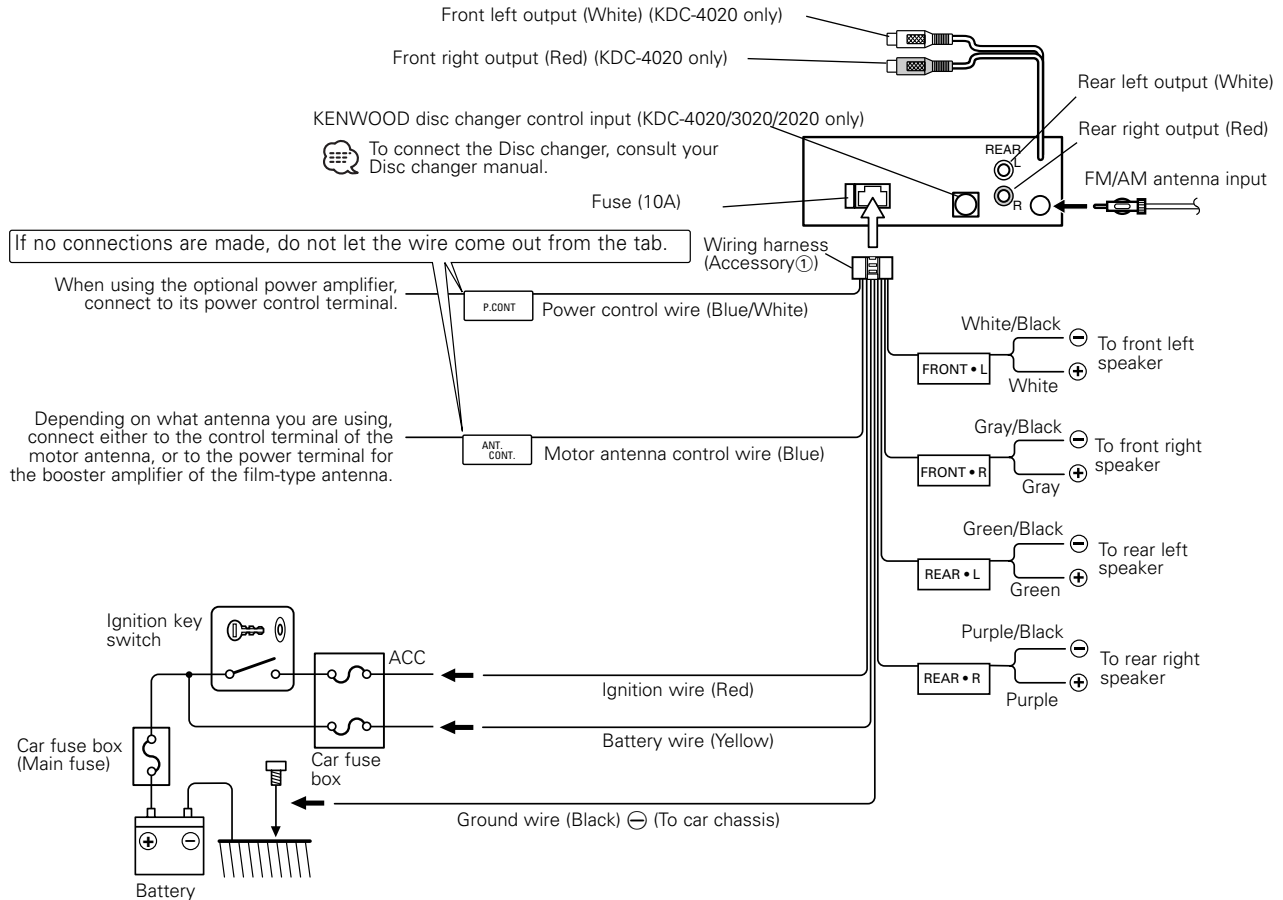 Front left output (White) (KDC-4020 only)
Front right output (Red) (KDC-4020 only)
Rear left output (White)
KENWOOD disc changer control input (KDC-4020/3020/2020 only)
Rear right output (Red)
To connect the Disc changer, consult your
Disc changer manual.
REAR
L
R
FM/AM antenna input
Fuse (10A)
If no connections are made, do not let the wire come out from the tab.
Wiring harness
(Accessory①)
When using the optional power amplifier,
connect to its power control terminal.
P.CONT
Power control wire (Blue/White)
White/Black
⊖
To front left
speaker
FRONT • L
⊕
White
Depending on what antenna you are using,
connect either to the control terminal of the
motor antenna, or to the power terminal for
the booster amplifier of the film-type antenna.
ANT.
CONT.
Motor antenna control wire (Blue)
Gray/Black
⊖
To front right
speaker
FRONT • R
⊕
Gray
Green/Black
⊖
To rear left
speaker
REAR • L
⊕
Green
Ignition key
switch
Purple/Black
⊖
To rear right
speaker
REAR • R
⊕
Purple
ACC
Ignition wire (Red)
Battery wire (Yellow)
Car fuse box
(Main fuse)
Car fuse
box
Ground wire (Black) ⊖ (To car chassis)
⊕ ⊖
Battery